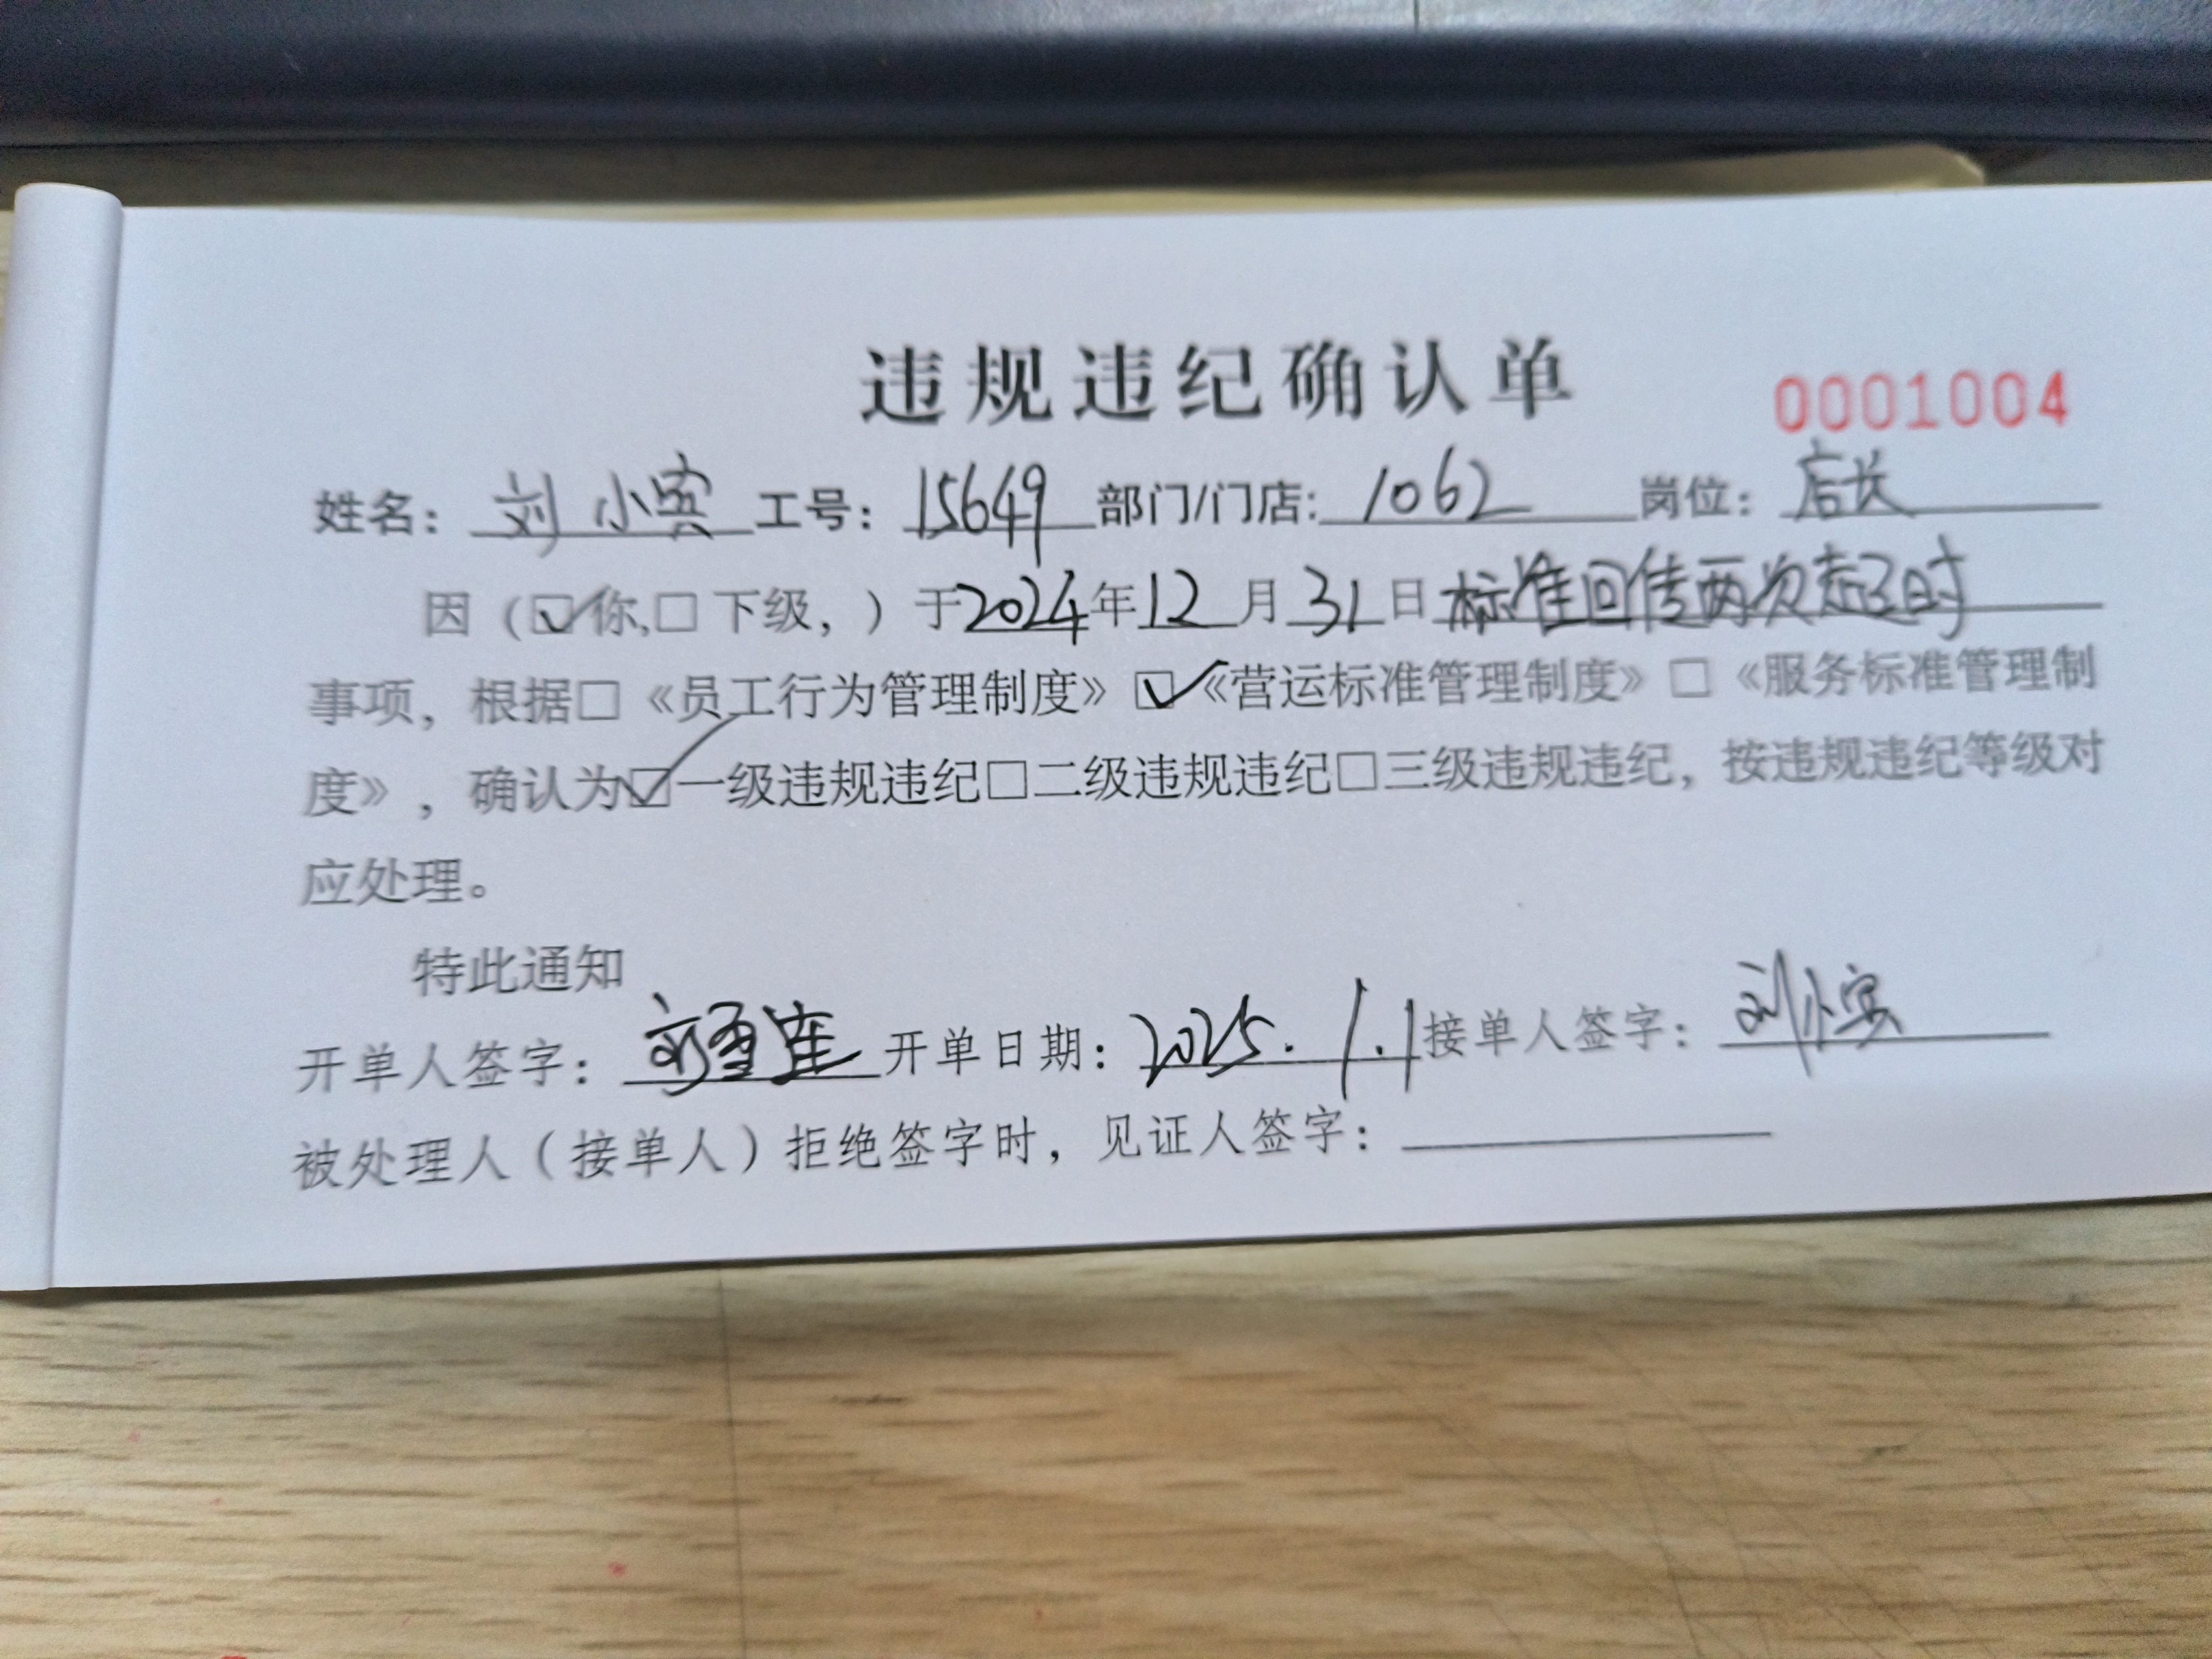 违规违纪确认单
0001004
姓名：刘小宾 工号：15649 部门/门店：1062 岗位：店长
因（☑你,□下级，）于2024年12月31日标准回传两次超时
事项，根据□《员工行为管理制度》☑《营运标准管理制度》□《服务标准管理制
度》，确认为☑一级违规违纪□二级违规违纪□三级违规违纪，按违规违纪等级对
应处理。
特此通知
开单人签字： 开单日期：2025.1.1 接单人签字：刘小宾
被处理人（接单人）拒绝签字时，见证人签字：